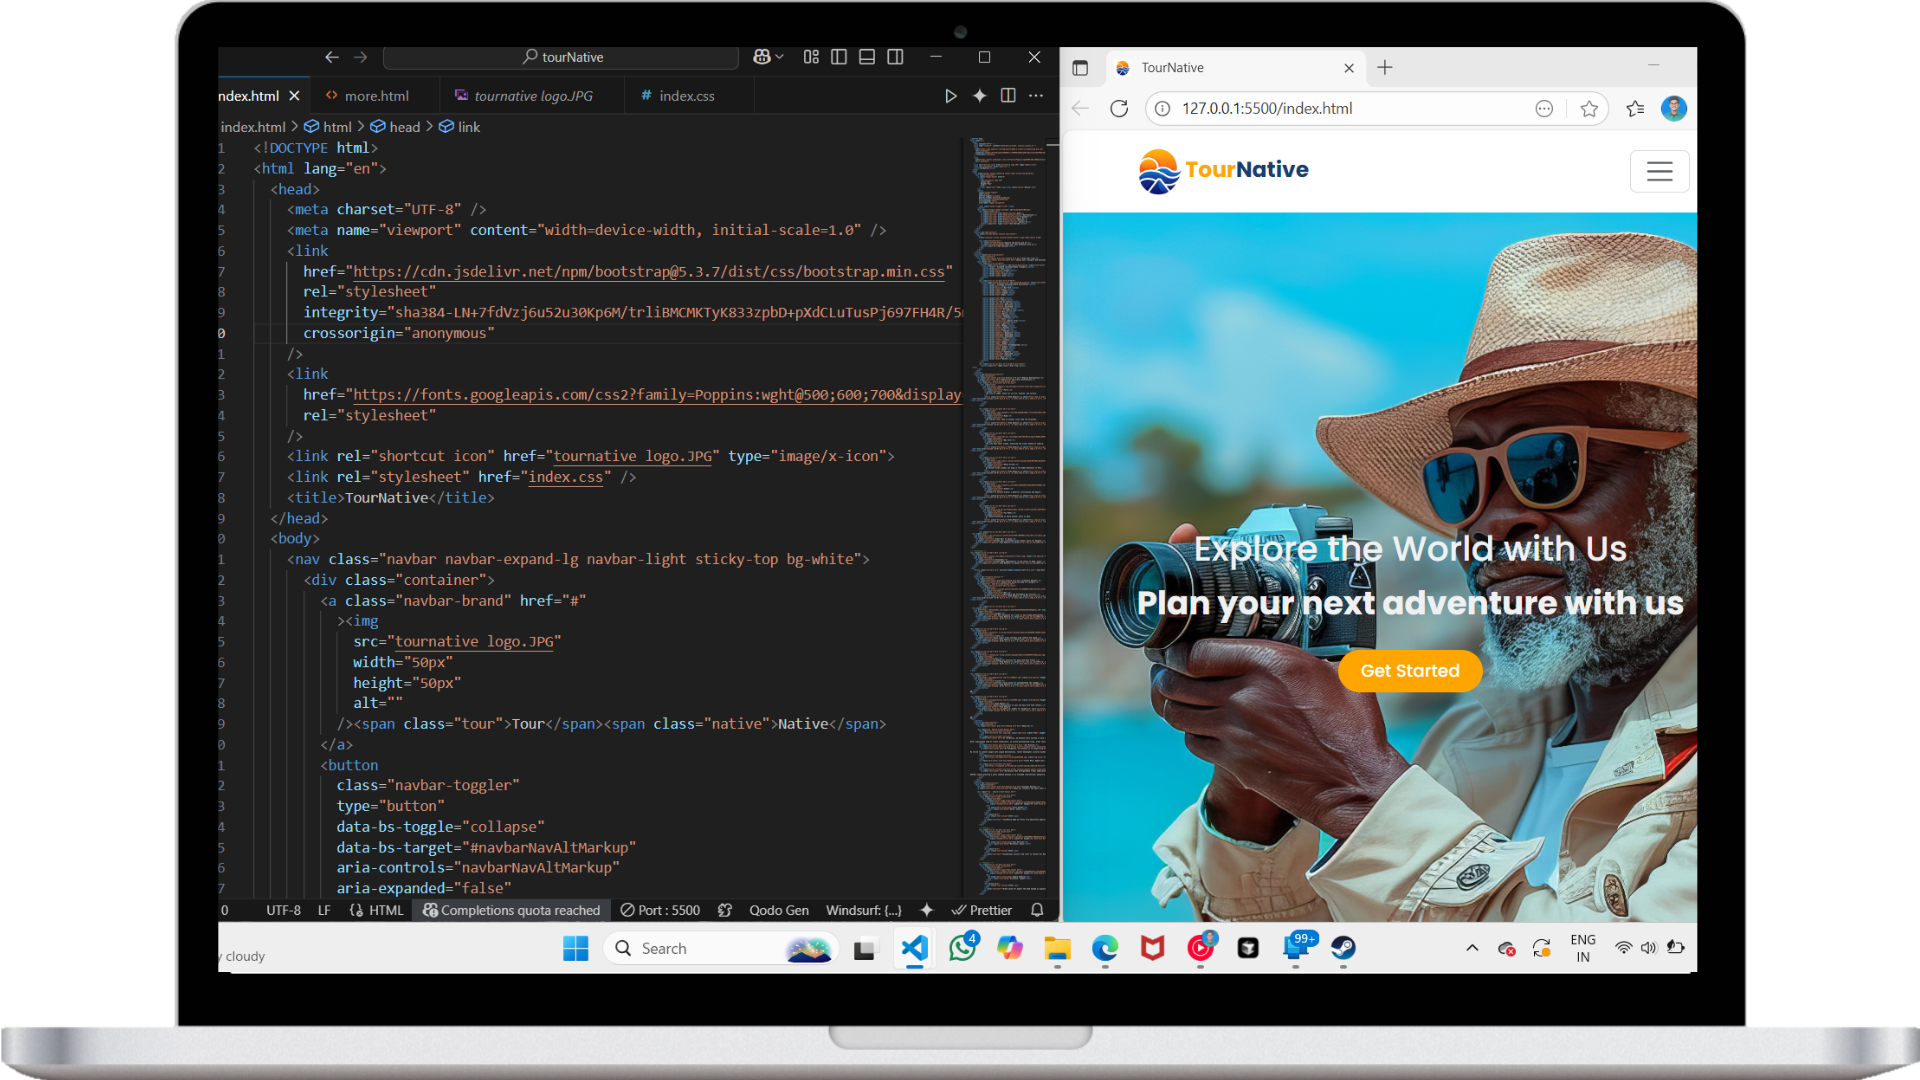 tourNative
ndex.html
more.html
tournative logo.JPG
# index.css
index.html > html > head > link
1 <!DOCTYPE html>
2 <html lang="en">
3 <head>
4 <meta charset="UTF-8" />
5 <meta name="viewport" content="width=device-width, initial-scale=1.0" />
6 <link
7 href="https://cdn.jsdelivr.net/npm/bootstrap@5.3.7/dist/css/bootstrap.min.css"
8 rel="stylesheet"
9 integrity="sha384-LN+7fdVzj6u52u30Kp6M/trliBMCMKTyK833zpbD+pXdCLuTusPj697FH4R/5
0 crossorigin="anonymous"
1 />
2 <link
3 href="https://fonts.googleapis.com/css2?family=Poppins:wght@500;600;700&display
4 rel="stylesheet"
5 />
6 <link rel="shortcut icon" href="tournative logo.JPG" type="image/x-icon">
7 <link rel="stylesheet" href="index.css" />
8 <title>TourNative</title>
9 </head>
0 <body>
1 <nav class="navbar navbar-expand-lg navbar-light sticky-top bg-white">
2 <div class="container">
3 <a class="navbar-brand" href="#"
4 ><img
5 src="tournative logo.JPG"
6 width="50px"
7 height="50px"
8 alt=""
9 /><span class="tour">Tour</span><span class="native">Native</span>
0 </a>
1 <button
2 class="navbar-toggler"
3 type="button"
4 data-bs-toggle="collapse"
5 data-bs-target="#navbarNavAltMarkup"
6 aria-controls="navbarNavAltMarkup"
7 aria-expanded="false"
0 UTF-8 LF HTML Completions quota reached Port : 5500 Qodo Gen Windsurf: {...} Prettier
TourNative
127.0.0.1:5500/index.html
TourNative
Explore the World with Us
Plan your next adventure with us
Get Started
y cloudy
Search
4
99+
ENG
IN